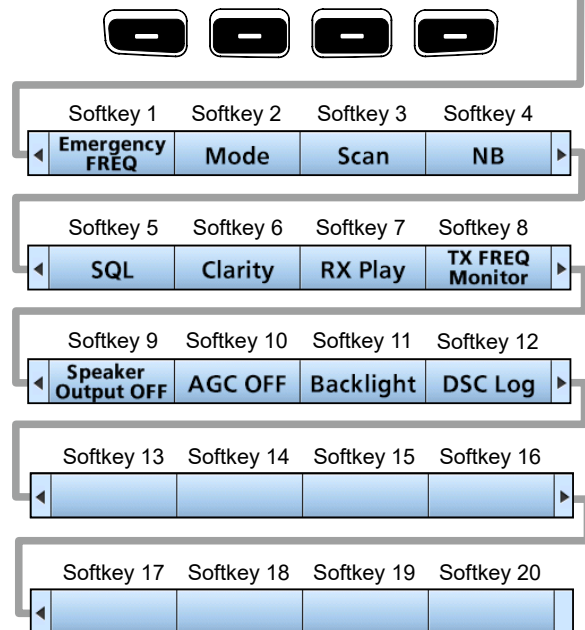 Softkey 1 Softkey 2 Softkey 3 Softkey 4
Emergency FREQ Mode Scan NB
Softkey 5 Softkey 6 Softkey 7 Softkey 8
SQL Clarity RX Play TX FREQ Monitor
Softkey 9 Softkey 10 Softkey 11 Softkey 12
Speaker Output OFF AGC OFF Backlight DSC Log
Softkey 13 Softkey 14 Softkey 15 Softkey 16
Softkey 17 Softkey 18 Softkey 19 Softkey 20